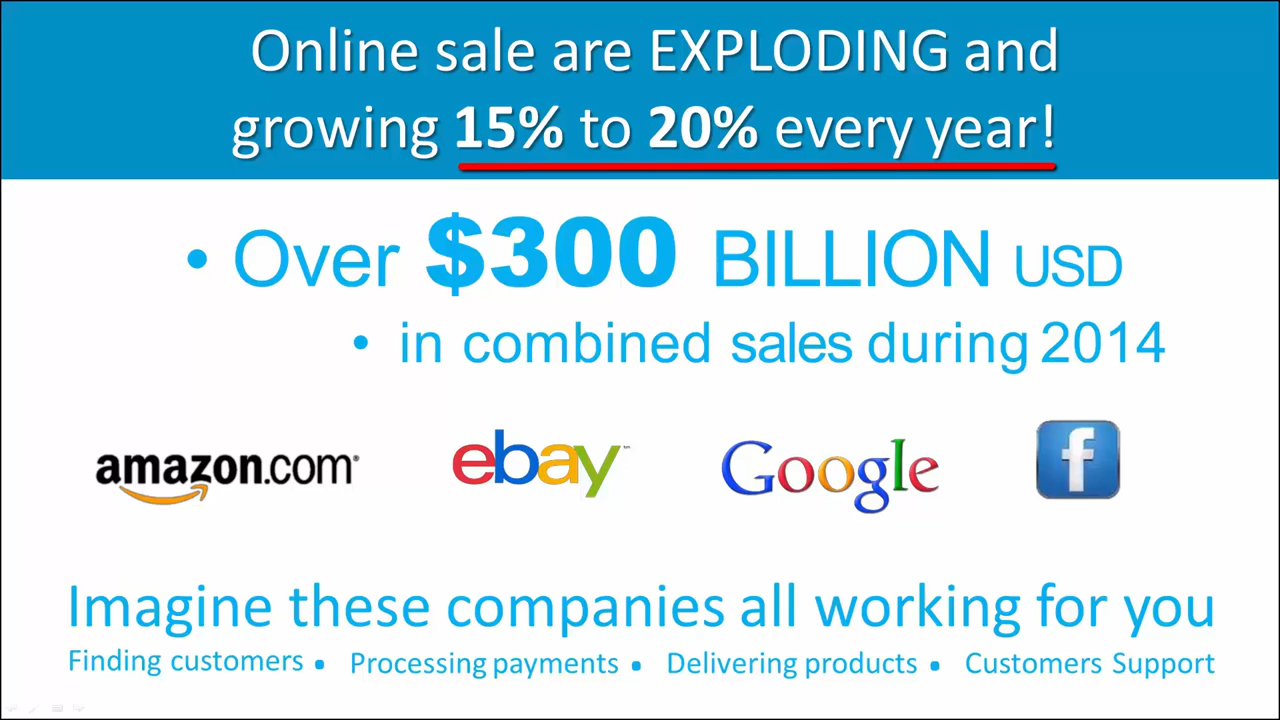 Online sale are EXPLODING and
growing 15% to 20% every year!
• Over $300 BILLION USD
• in combined sales during 2014
amazon.com®
ebay™
Google
f
Imagine these companies all working for you
Finding customers • Processing payments • Delivering products • Customers Support